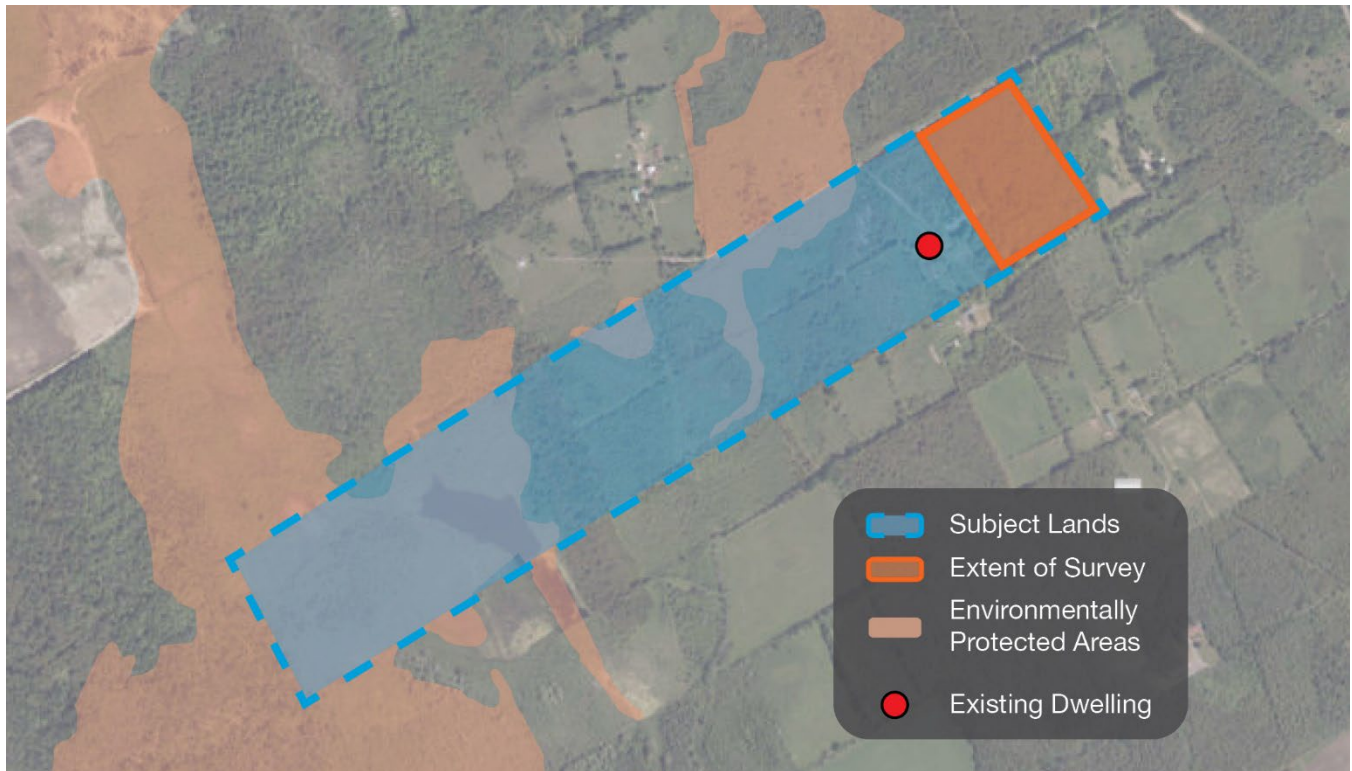 Subject Lands
Extent of Survey
Environmentally
Protected Areas
Existing Dwelling